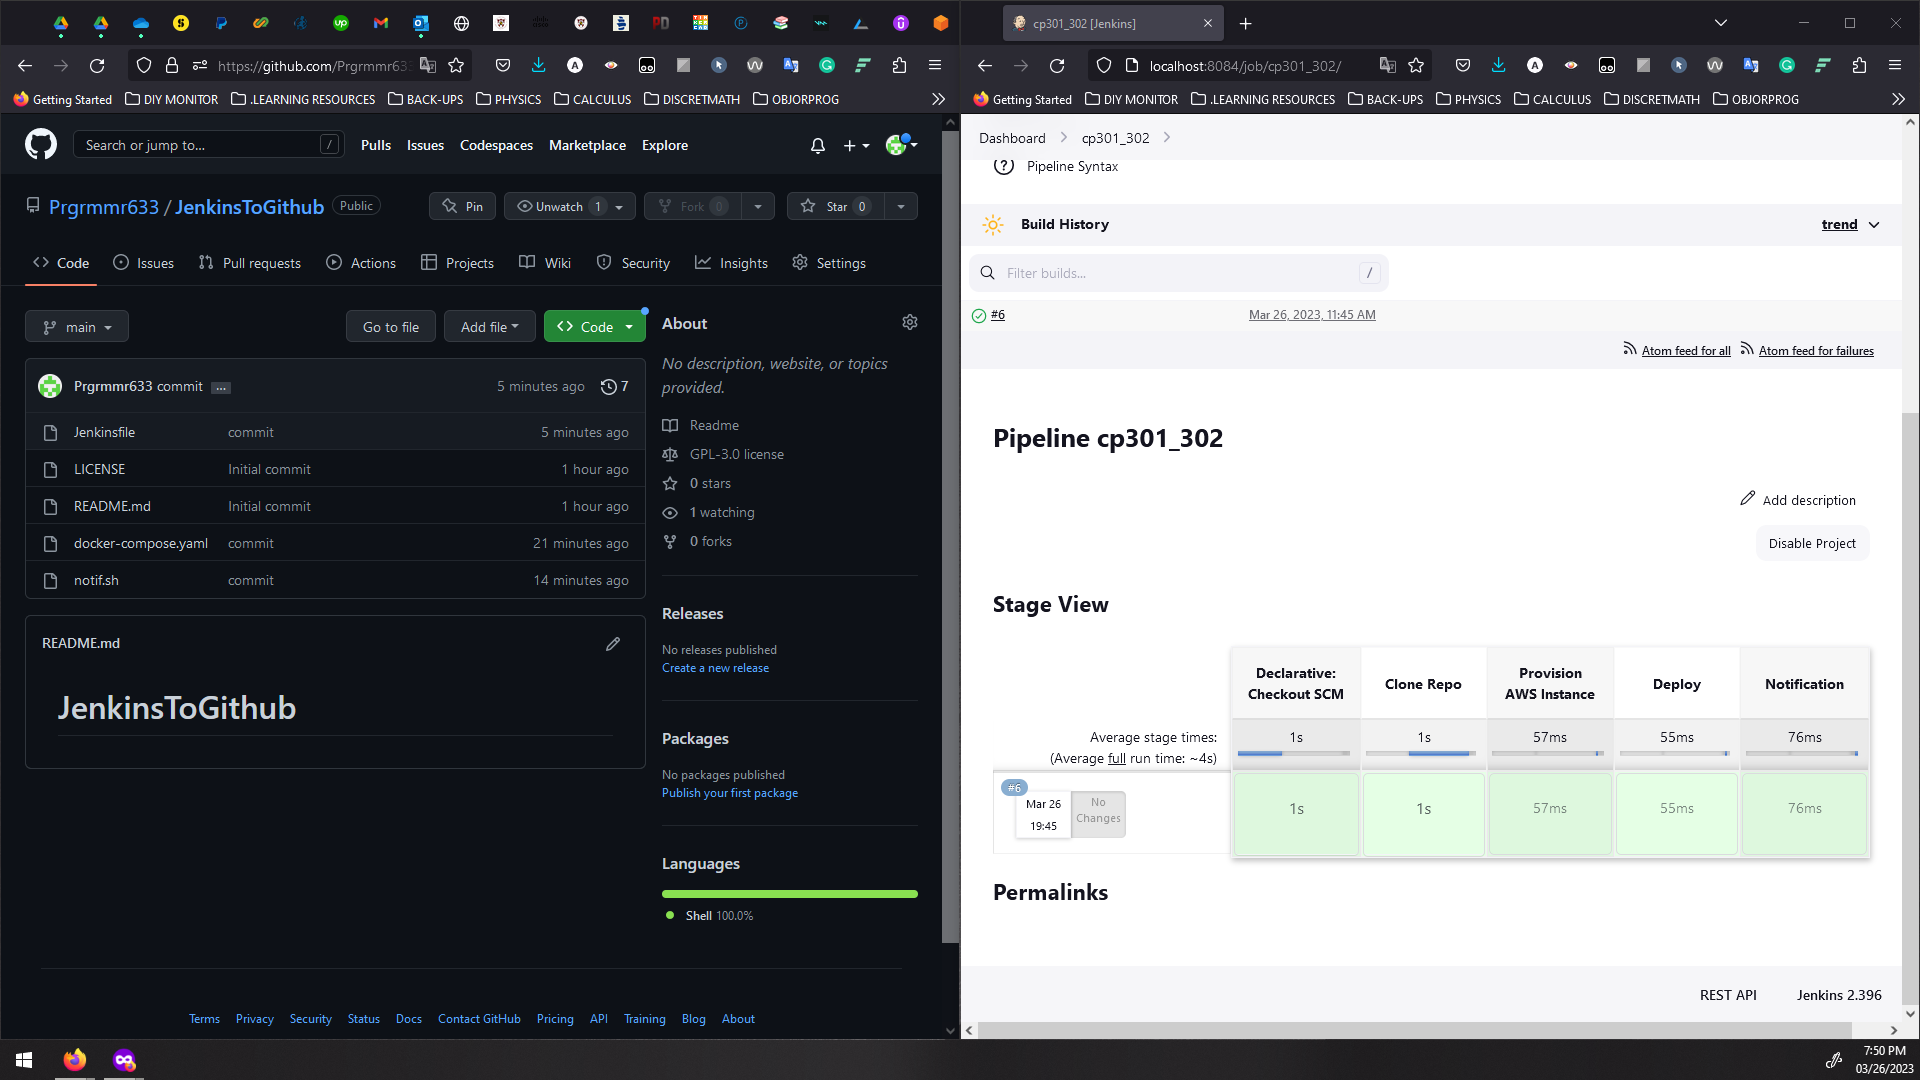 https://github.com/Prgrmmr633
Getting Started
DIY MONITOR
.LEARNING RESOURCES
BACK-UPS
PHYSICS
CALCULUS
DISCRETMATH
OBJORPROG
Search or jump to...
/
Pulls
Issues
Codespaces
Marketplace
Explore
Prgrmmr633 / JenkinsToGithub
Public
Pin
Unwatch 1
Fork 0
Star 0
Code
Issues
Pull requests
Actions
Projects
Wiki
Security
Insights
Settings
main
Go to file
Add file
Code
Prgrmmr633 commit ...
5 minutes ago
7
Jenkinsfile commit 5 minutes ago
LICENSE Initial commit 1 hour ago
README.md Initial commit 1 hour ago
docker-compose.yaml commit 21 minutes ago
notif.sh commit 14 minutes ago
README.md
JenkinsToGithub
About
No description, website, or topics
provided.
Readme
GPL-3.0 license
0 stars
1 watching
0 forks
Releases
No releases published
Create a new release
Packages
No packages published
Publish your first package
Languages
Shell 100.0%
Terms
Privacy
Security
Status
Docs
Contact GitHub
Pricing
API
Training
Blog
About
cp301_302 [Jenkins]
localhost:8084/job/cp301_302/
Getting Started
DIY MONITOR
.LEARNING RESOURCES
BACK-UPS
PHYSICS
CALCULUS
DISCRETMATH
OBJORPROG
Dashboard
cp301_302
Pipeline Syntax
Build History
trend
Filter builds...
/
#6
Mar 26, 2023, 11:45 AM
Atom feed for all
Atom feed for failures
Pipeline cp301_302
Add description
Disable Project
Stage View
Declarative:
Checkout SCM
Clone Repo
Provision
AWS Instance
Deploy
Notification
Average stage times:
(Average full run time: ~4s)
1s
1s
57ms
55ms
76ms
#6
Mar 26
19:45
No
Changes
1s
1s
57ms
55ms
76ms
Permalinks
REST API
Jenkins 2.396
7:50 PM
03/26/2023